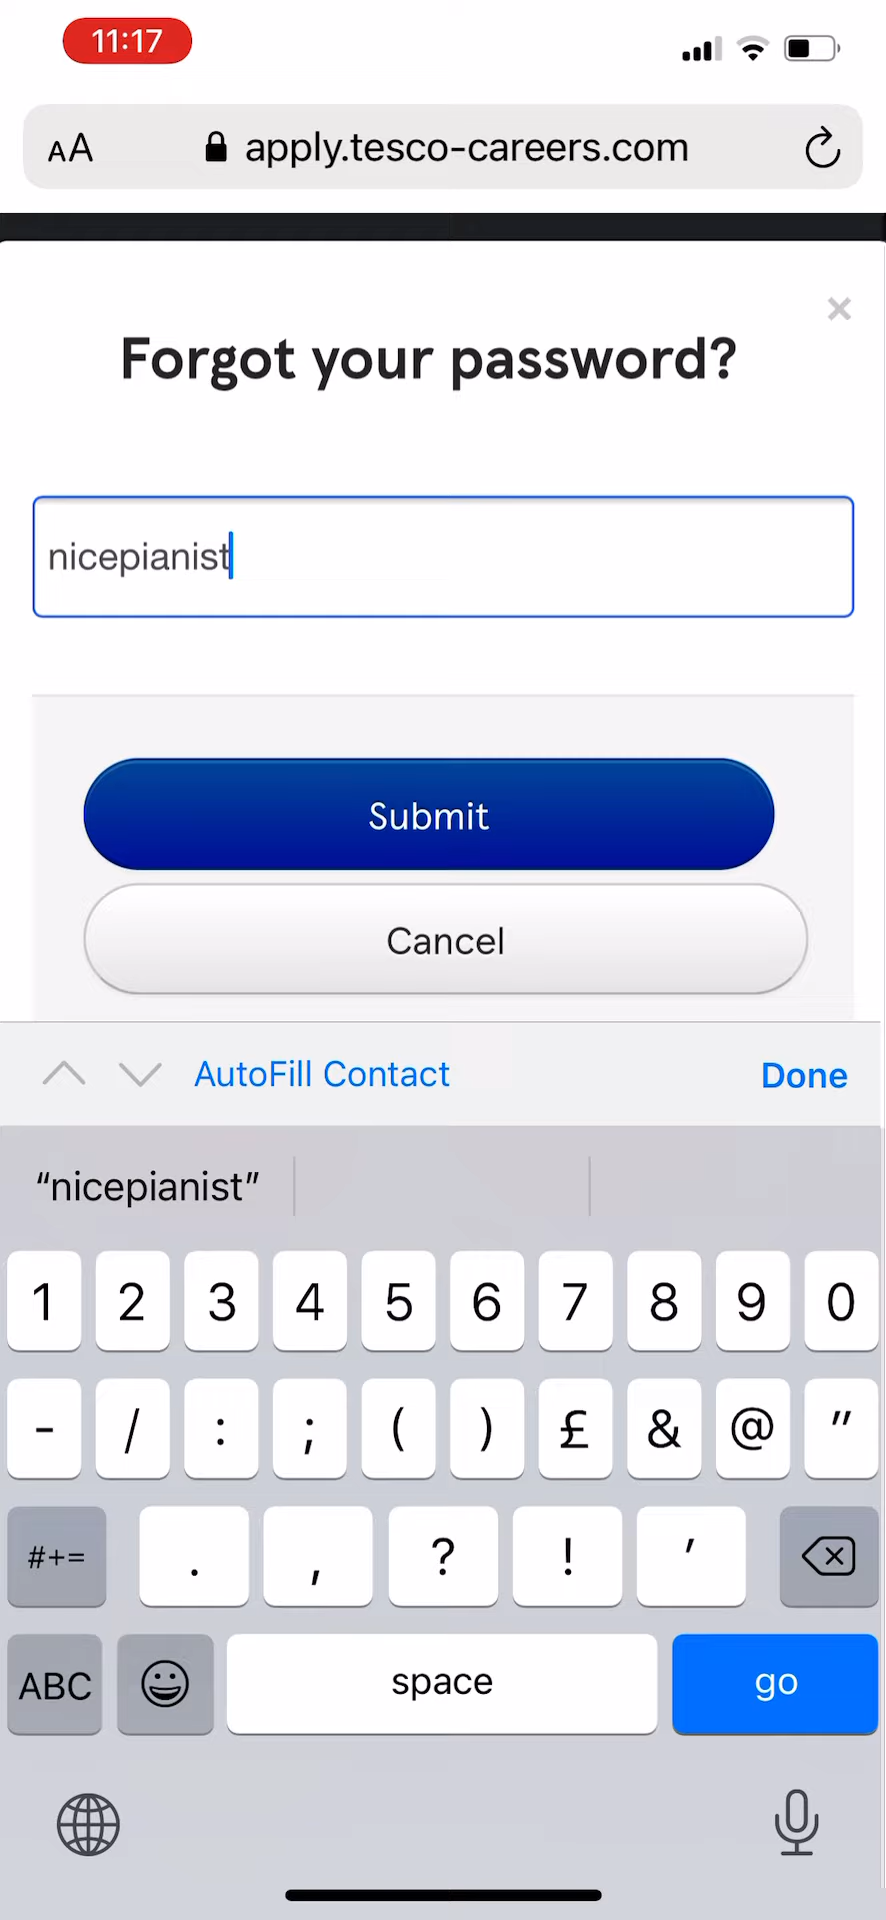 11:17
AA apply.tesco-careers.com
×
Forgot your password?
nicepianist
Submit
Cancel
AutoFill Contact Done
“nicepianist”
1 2 3 4 5 6 7 8 9 0
- / : ; ( ) £ & @ "
#+= . , ? ! '
ABC space go